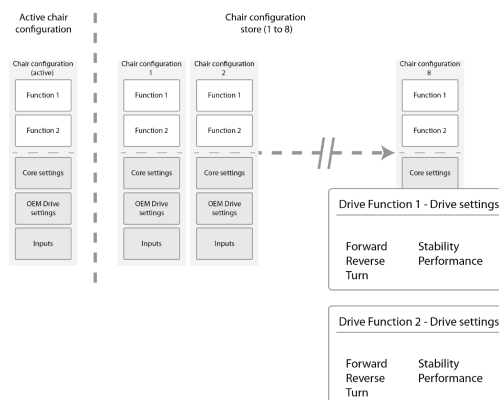 Active chair
configuration
Chair configuration
store (1 to 8)
Chair configuration
(active)
Function 1
Function 2
Core settings
OEM Drive
settings
Inputs
Chair configuration
1
Function 1
Function 2
Core settings
OEM Drive
settings
Inputs
Chair configuration
2
Function 1
Function 2
Core settings
OEM Drive
settings
Inputs
Chair configuration
8
Function 1
Function 2
Core settings
Drive Function 1 - Drive settings
Forward Stability
Reverse Performance
Turn
Drive Function 2 - Drive settings
Forward Stability
Reverse Performance
Turn